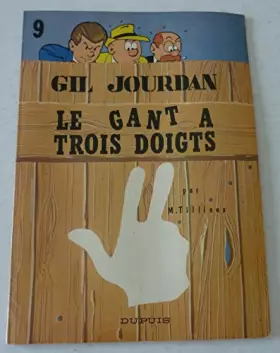 9
GIL JOURDAN
LE GANT A
TROIS DOIGTS
par
M. Tillieux
DUPUIS